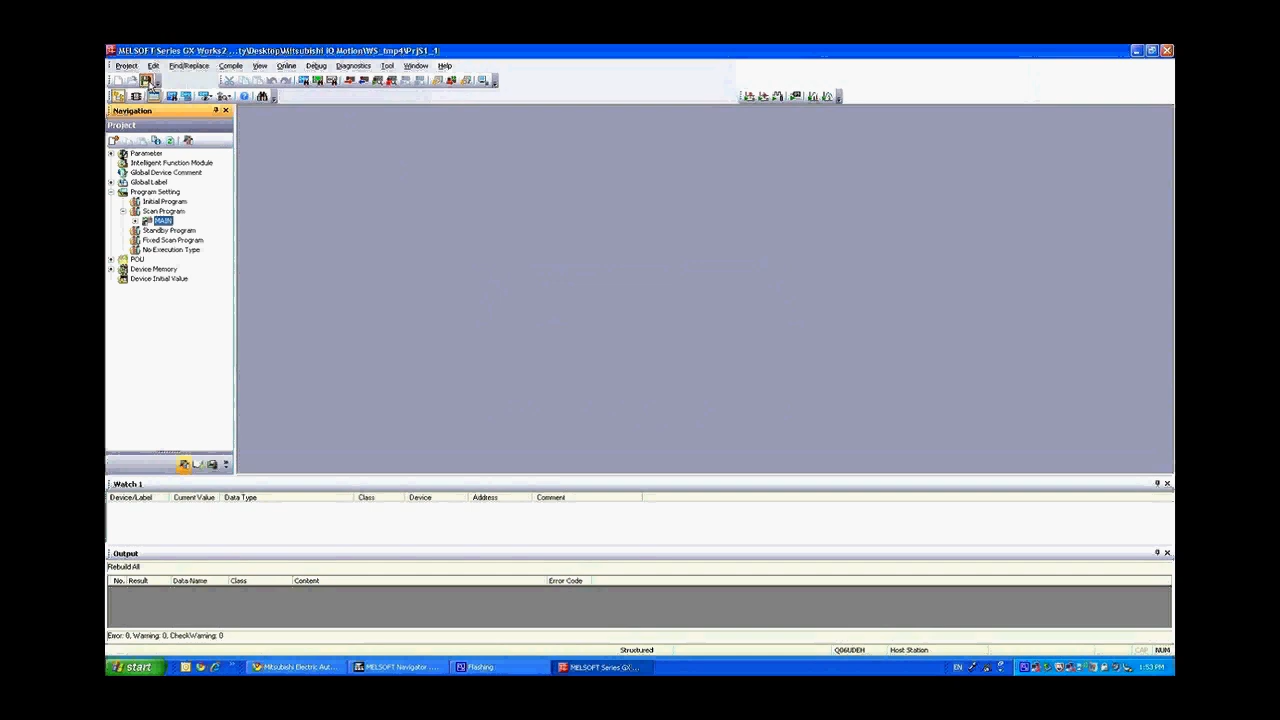 MELSOFT Series GX Works2 ...ty\Desktop\Mitsubishi iQ Motion\WS_tmp4\PrjS1_1
Project Edit Find/Replace Compile View Online Debug Diagnostics Tool Window Help
Navigation
Project
Parameter
Intelligent Function Module
Global Device Comment
Global Label
Program Setting
Initial Program
Scan Program
MAIN
Standby Program
Fixed Scan Program
No Execution Type
POU
Device Memory
Device Initial Value
Watch 1
Device/Label Current Value Data Type Class Device Address Comment
Output
Rebuild All
No. Result Data Name Class Content Error Code
Error: 0, Warning: 0, CheckWarning: 0
Structured Q06UDEH Host Station CAP NUM
start Mitsubishi Electric Aut... MELSOFT Navigator ... Flashing MELSOFT Series GX ... EN 1:53 PM